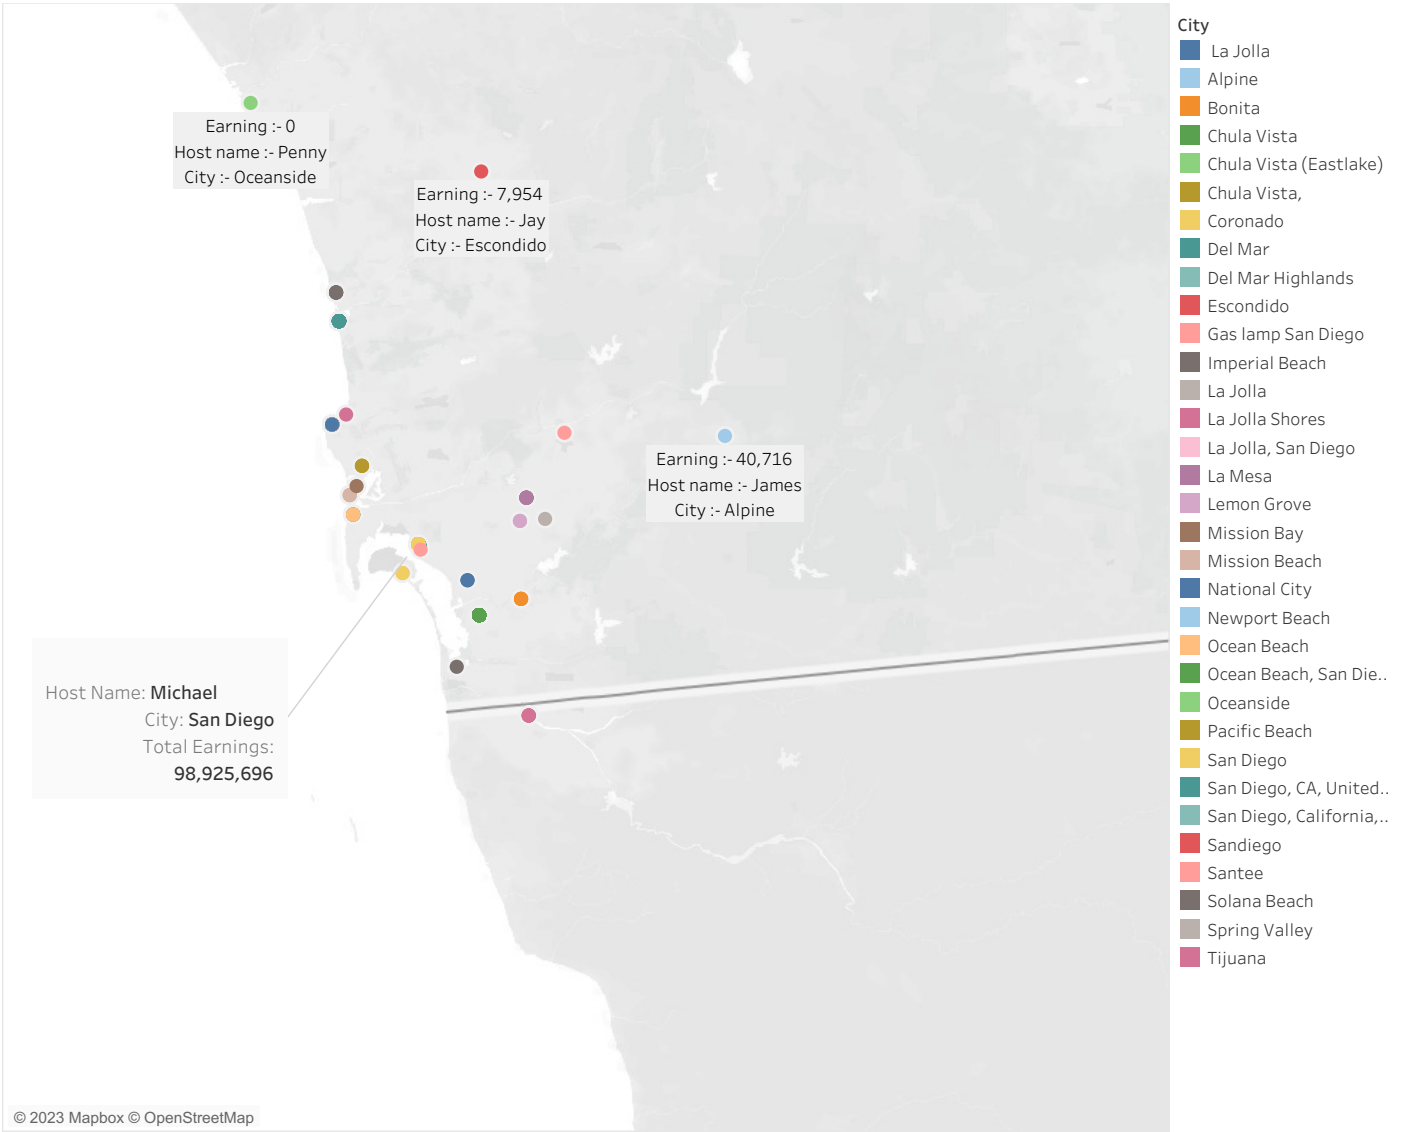 Earning :- 0
Host name :- Penny
City :- Oceanside
Earning :- 7,954
Host name :- Jay
City :- Escondido
Earning :- 40,716
Host name :- James
City :- Alpine
Host Name: Michael
City: San Diego
Total Earnings:
98,925,696
© 2023 Mapbox © OpenStreetMap
City
La Jolla
Alpine
Bonita
Chula Vista
Chula Vista (Eastlake)
Chula Vista,
Coronado
Del Mar
Del Mar Highlands
Escondido
Gas lamp San Diego
Imperial Beach
La Jolla
La Jolla Shores
La Jolla, San Diego
La Mesa
Lemon Grove
Mission Bay
Mission Beach
National City
Newport Beach
Ocean Beach
Ocean Beach, San Die..
Oceanside
Pacific Beach
San Diego
San Diego, CA, United..
San Diego, California,..
Sandiego
Santee
Solana Beach
Spring Valley
Tijuana